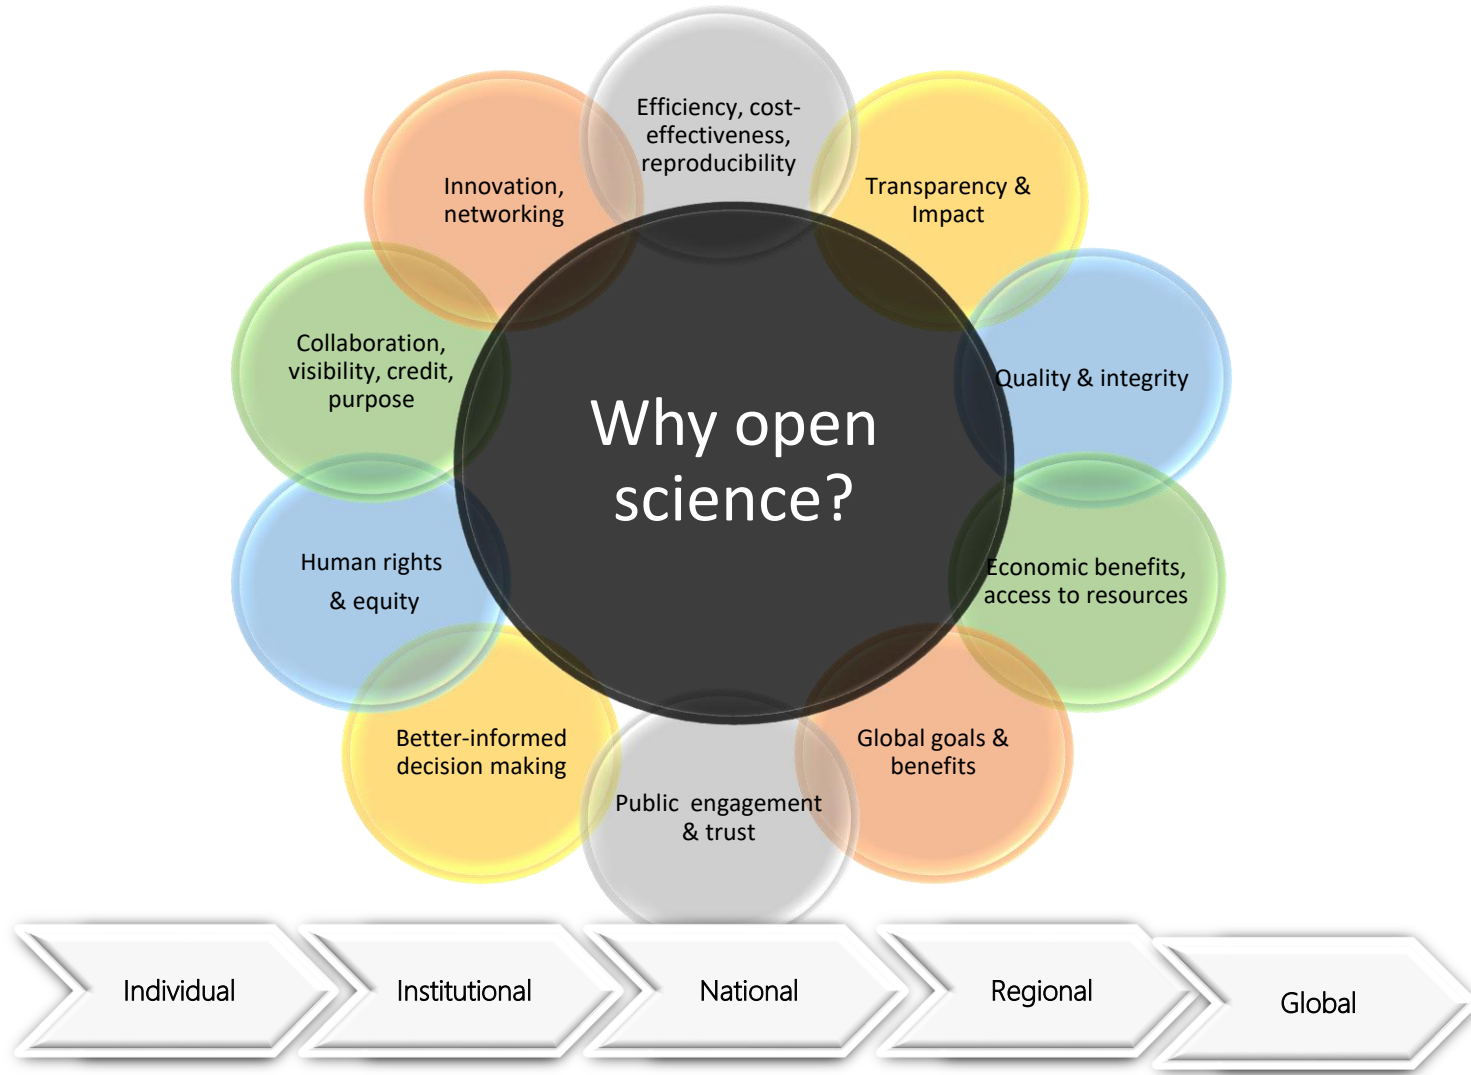 Efficiency, cost-
effectiveness,
reproducibility
Transparency &
Impact
Quality & integrity
Economic benefits,
access to resources
Global goals &
benefits
Public engagement
& trust
Better-informed
decision making
Human rights
& equity
Collaboration,
visibility, credit,
purpose
Innovation,
networking
Why open
science?
Individual
Institutional
National
Regional
Global